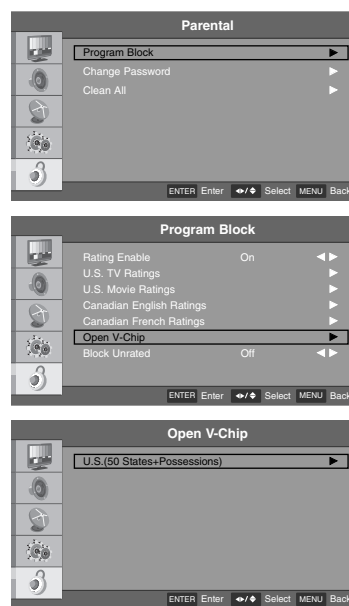 Parental
Program Block
Change Password
Clean All
ENTER Enter / Select MENU Back
Program Block
Rating Enable On
U.S. TV Ratings
U.S. Movie Ratings
Canadian English Ratings
Canadian French Ratings
Open V-Chip
Block Unrated Off
ENTER Enter / Select MENU Back
Open V-Chip
U.S.(50 States+Possessions)
ENTER Enter / Select MENU Back